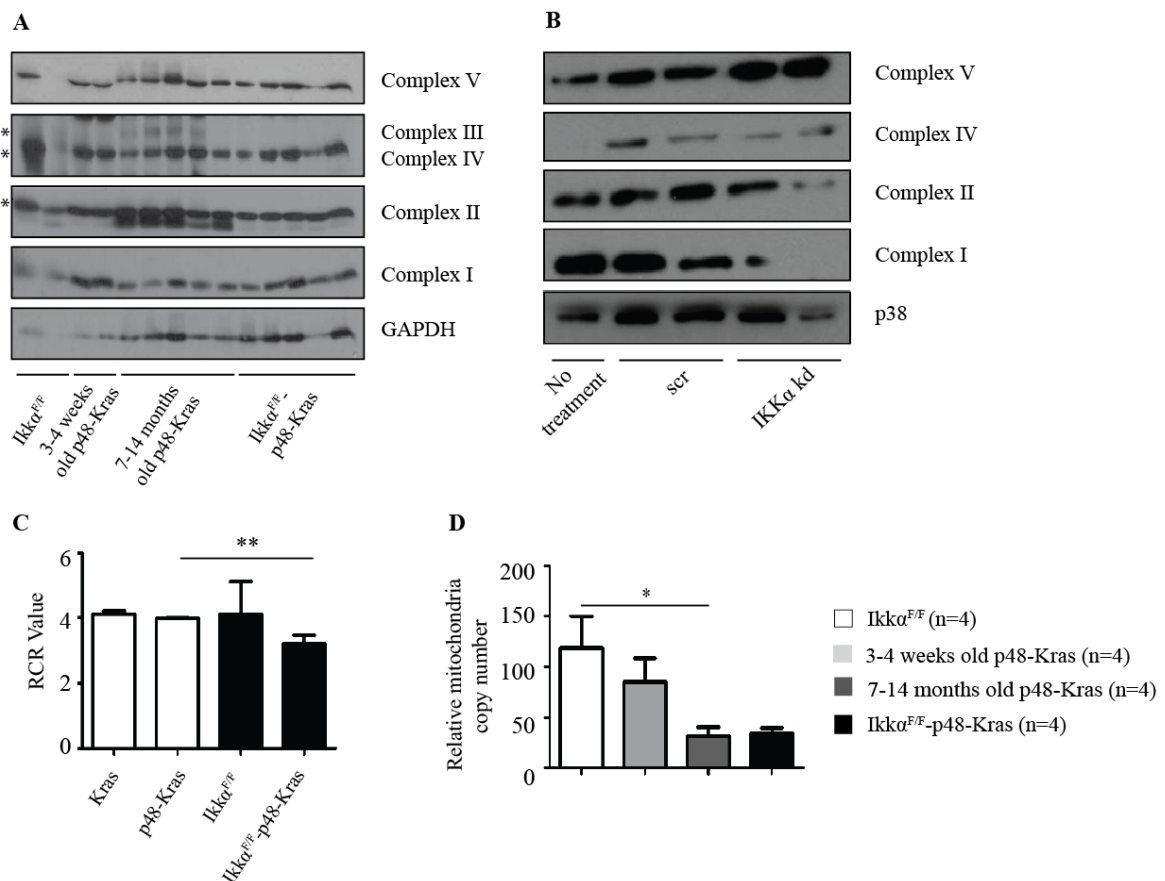 A
Complex V
*
Complex III
*
Complex IV
*
Complex II
Complex I
GAPDH
Ikkα^F/F
3-4 weeks
old p48-Kras
7-14 months
old p48-Kras
Ikkα^F/F-
p48-Kras
B
Complex V
Complex IV
Complex II
Complex I
p38
No
treatment
scr
IKKα kd
C
**
RCR Value
6
4
2
0
Kras
p48-Kras
Ikkα^F/F
Ikkα^F/F-p48-Kras
D
*
Relative mitochondria
copy number
200
150
100
50
0
Ikkα^F/F (n=4)
3-4 weeks old p48-Kras (n=4)
7-14 months old p48-Kras (n=4)
Ikkα^F/F-p48-Kras (n=4)